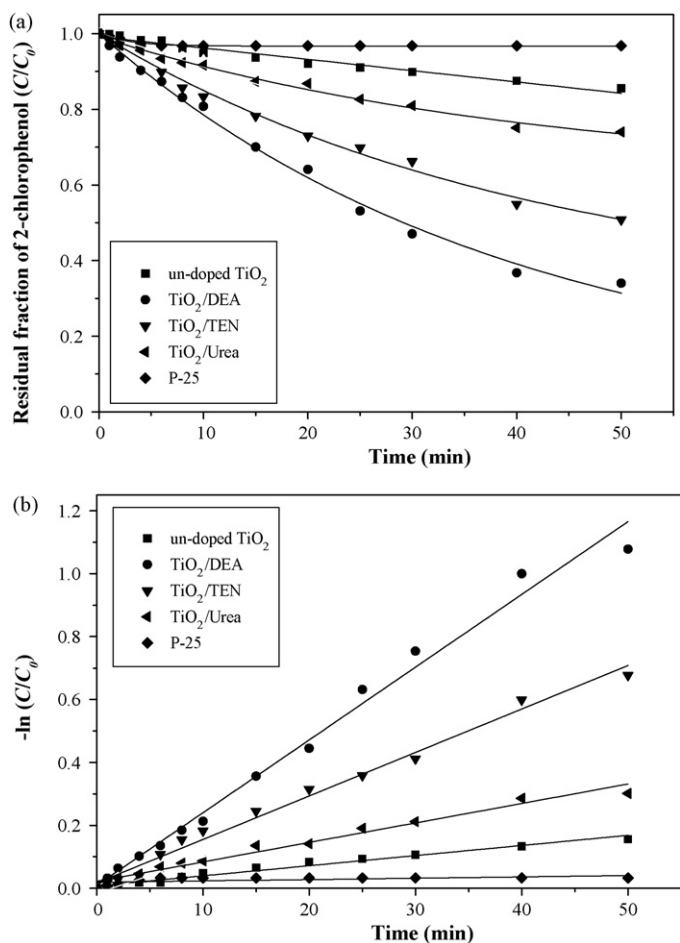 (a)
Residual fraction of 2-chlorophenol (C/C₀)
1.0
0.8
0.6
0.4
0.2
0.0
un-doped TiO₂
TiO₂/DEA
TiO₂/TEN
TiO₂/Urea
P-25
0
10
20
30
40
50
Time (min)
(b)
-ln (C/C₀)
1.2
1.0
0.8
0.6
0.4
0.2
0.0
un-doped TiO₂
TiO₂/DEA
TiO₂/TEN
TiO₂/Urea
P-25
0
10
20
30
40
50
Time (min)